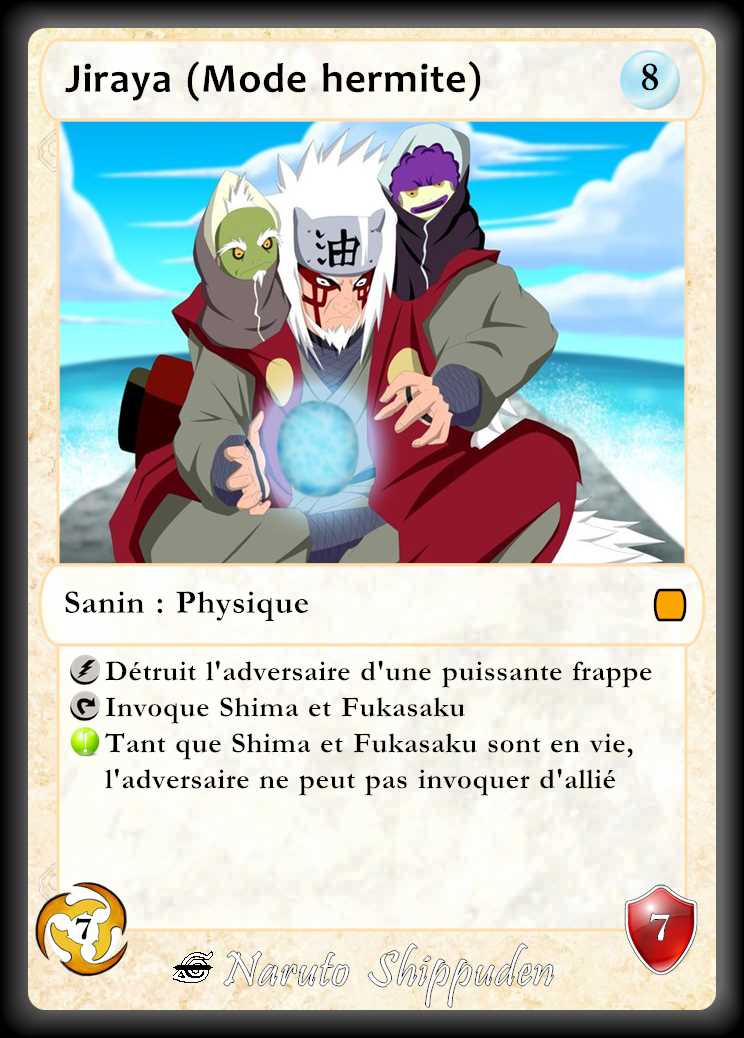 Jiraya (Mode hermite)
8
油
Sanin : Physique
Détruit l'adversaire d'une puissante frappe
Invoque Shima et Fukasaku
Tant que Shima et Fukasaku sont en vie,
l'adversaire ne peut pas invoquer d'allié
7
7
Naruto Shippuden